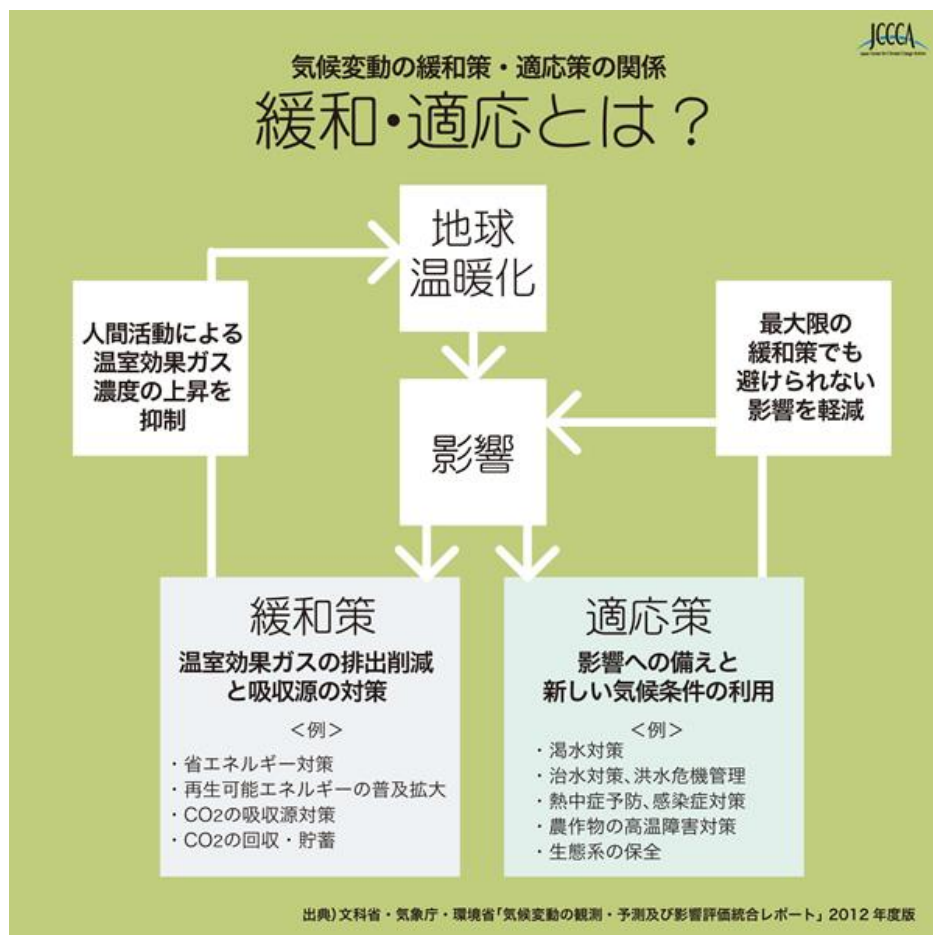 JCCCA
気候変動の緩和策・適応策の関係
緩和・適応とは？
地球
温暖化
人間活動による
温室効果ガス
濃度の上昇を
抑制
最大限の
緩和策でも
避けられない
影響を軽減
影響
緩和策
温室効果ガスの排出削減
と吸収源の対策
＜例＞
・省エネルギー対策
・再生可能エネルギーの普及拡大
・CO2の吸収源対策
・CO2の回収・貯蓄
適応策
影響への備えと
新しい気候条件の利用
＜例＞
・渇水対策
・治水対策、洪水危機管理
・熱中症予防、感染症対策
・農作物の高温障害対策
・生態系の保全
出典）文科省・気象庁・環境省「気候変動の観測・予測及び影響評価統合レポート」2012年度版